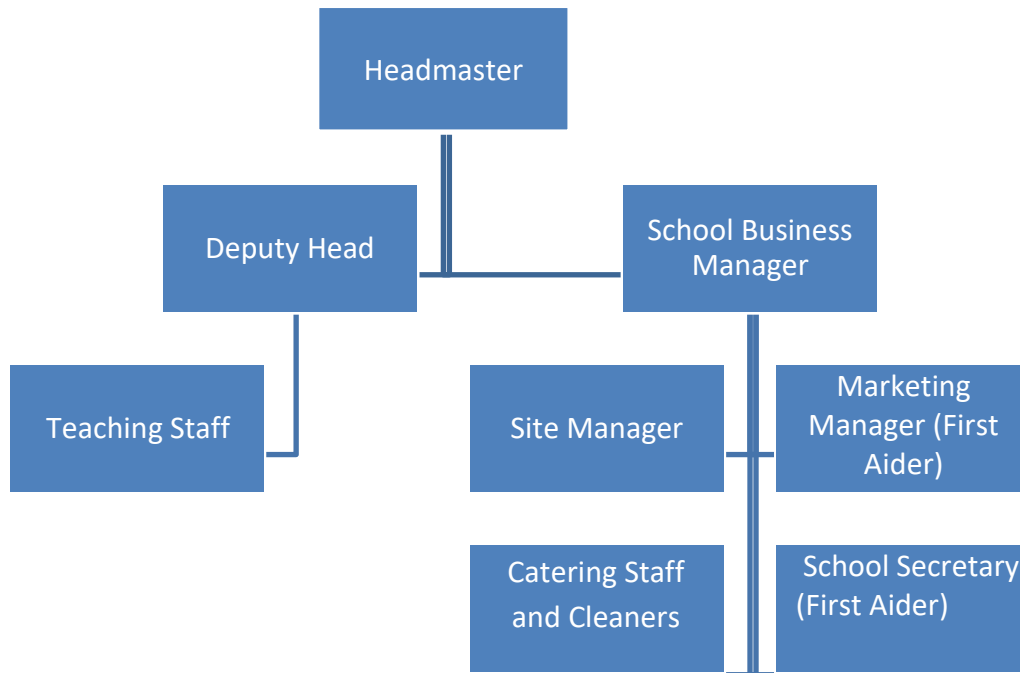 Headmaster
Deputy Head
School Business
Manager
Teaching Staff
Site Manager
Marketing
Manager (First
Aider)
Catering Staff
and Cleaners
School Secretary
(First Aider)